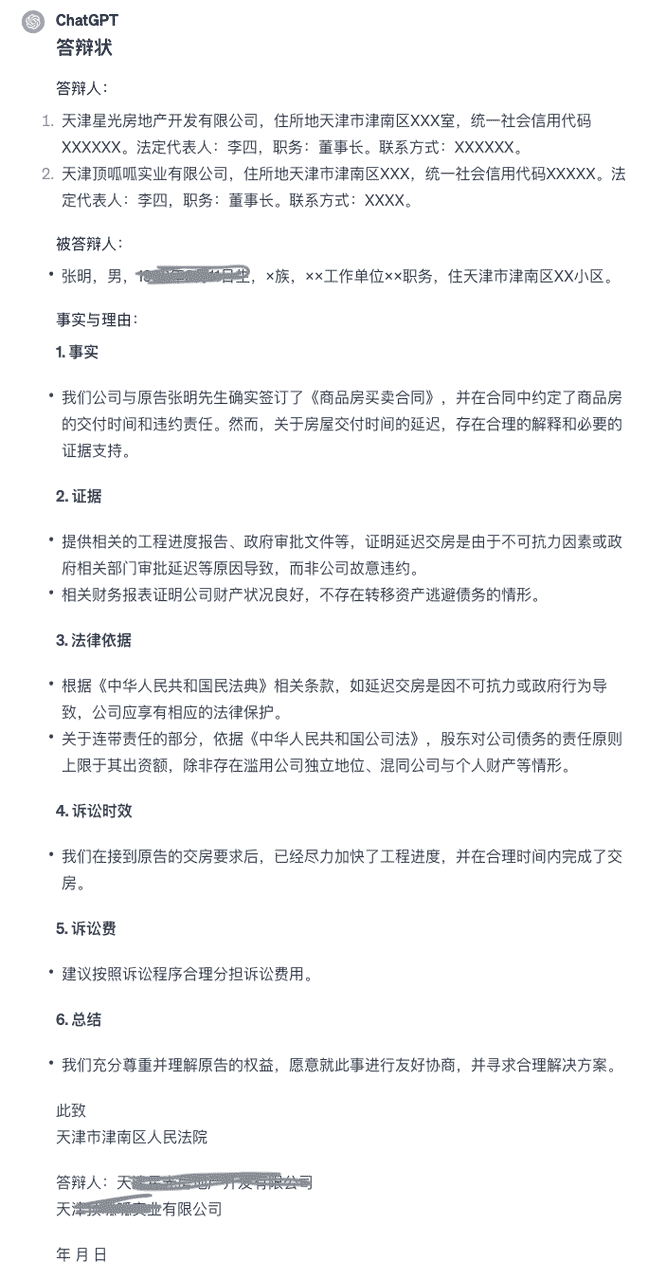 ChatGPT
答辩状
答辩人：
1. 天津星光房地产开发有限公司，住所地天津市津南区XXX室，统一社会信用代码
XXXXXX。法定代表人：李四，职务：董事长。联系方式：XXXXXX。
2. 天津顶呱呱实业有限公司，住所地天津市津南区XXX，统一社会信用代码XXXXX。法
定代表人：李四，职务：董事长。联系方式：XXXX。
被答辩人：
• 张明，男，，×族，××工作单位××职务，住天津市津南区XX小区。
事实与理由：
1. 事实
• 我们公司与原告张明先生确实签订了《商品房买卖合同》，并在合同中约定了商品房
的交付时间和违约责任。然而，关于房屋交付时间的延迟，存在合理的解释和必要的
证据支持。
2. 证据
• 提供相关的工程进度报告、政府审批文件等，证明延迟交房是由于不可抗力因素或政
府相关部门审批延迟等原因导致，而非公司故意违约。
• 相关财务报表证明公司财产状况良好，不存在转移资产逃避债务的情形。
3. 法律依据
• 根据《中华人民共和国民法典》相关条款，如延迟交房是因不可抗力或政府行为导
致，公司应享有相应的法律保护。
• 关于连带责任的部分，依据《中华人民共和国公司法》，股东对公司债务的责任原则
上限于其出资额，除非存在滥用公司独立地位、混同公司与个人财产等情形。
4. 诉讼时效
• 我们在接到原告的交房要求后，已经尽力加快了工程进度，并在合理时间内完成了交
房。
5. 诉讼费
• 建议按照诉讼程序合理分担诉讼费用。
6. 总结
• 我们充分尊重并理解原告的权益，愿意就此事进行友好协商，并寻求合理解决方案。
此致
天津市津南区人民法院
答辩人：天
天有限公司
年 月 日